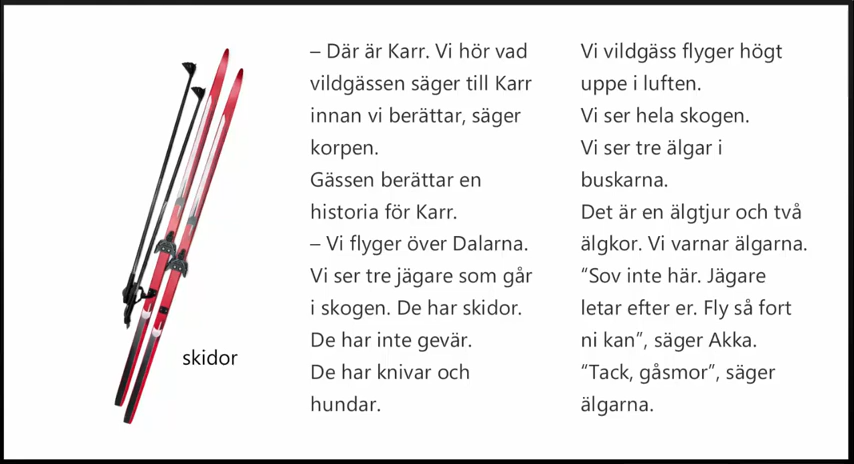 – Där är Karr. Vi hör vad
vildgässen säger till Karr
innan vi berättar, säger
korpen.
Gässen berättar en
historia för Karr.
– Vi flyger över Dalarna.
Vi ser tre jägare som går
i skogen. De har skidor.
De har inte gevär.
De har knivar och
hundar.
Vi vildgäss flyger högt
uppe i luften.
Vi ser hela skogen.
Vi ser tre älgar i
buskarna.
Det är en älgtjur och två
älgkor. Vi varnar älgarna.
“Sov inte här. Jägare
letar efter er. Fly så fort
ni kan”, säger Akka.
“Tack, gåsmor”, säger
älgarna.
skidor